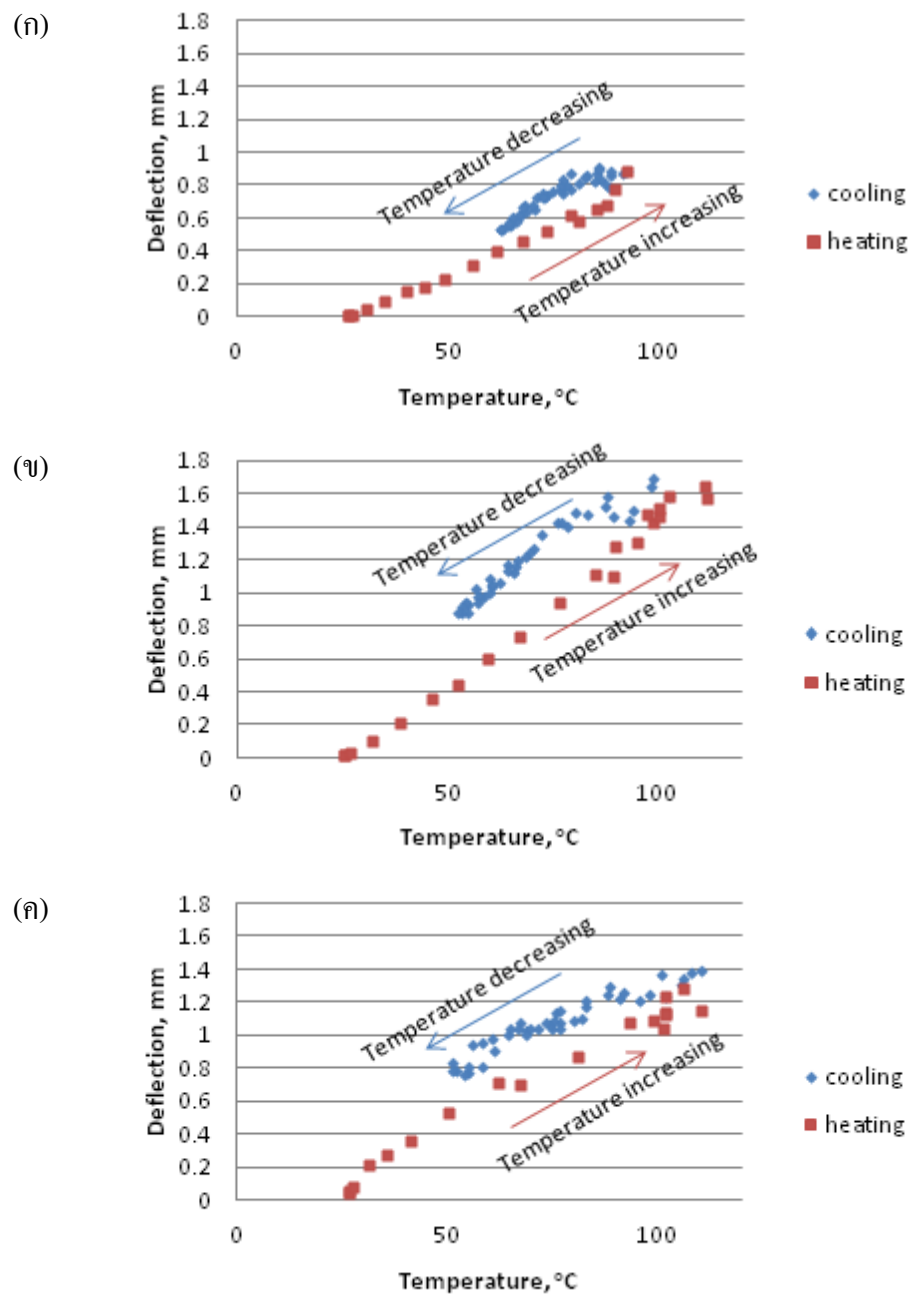 (ก)
1.8
1.6
1.4
1.2
1
0.8
0.6
0.4
0.2
0
Deflection, mm
Temperature decreasing
Temperature increasing
cooling
heating
0
50
100
Temperature, °C
(ข)
1.8
1.6
1.4
1.2
1
0.8
0.6
0.4
0.2
0
Deflection, mm
Temperature decreasing
Temperature increasing
cooling
heating
0
50
100
Temperature, °C
(ค)
1.8
1.6
1.4
1.2
1
0.8
0.6
0.4
0.2
0
Deflection, mm
Temperature decreasing
Temperature increasing
cooling
heating
0
50
100
Temperature, °C